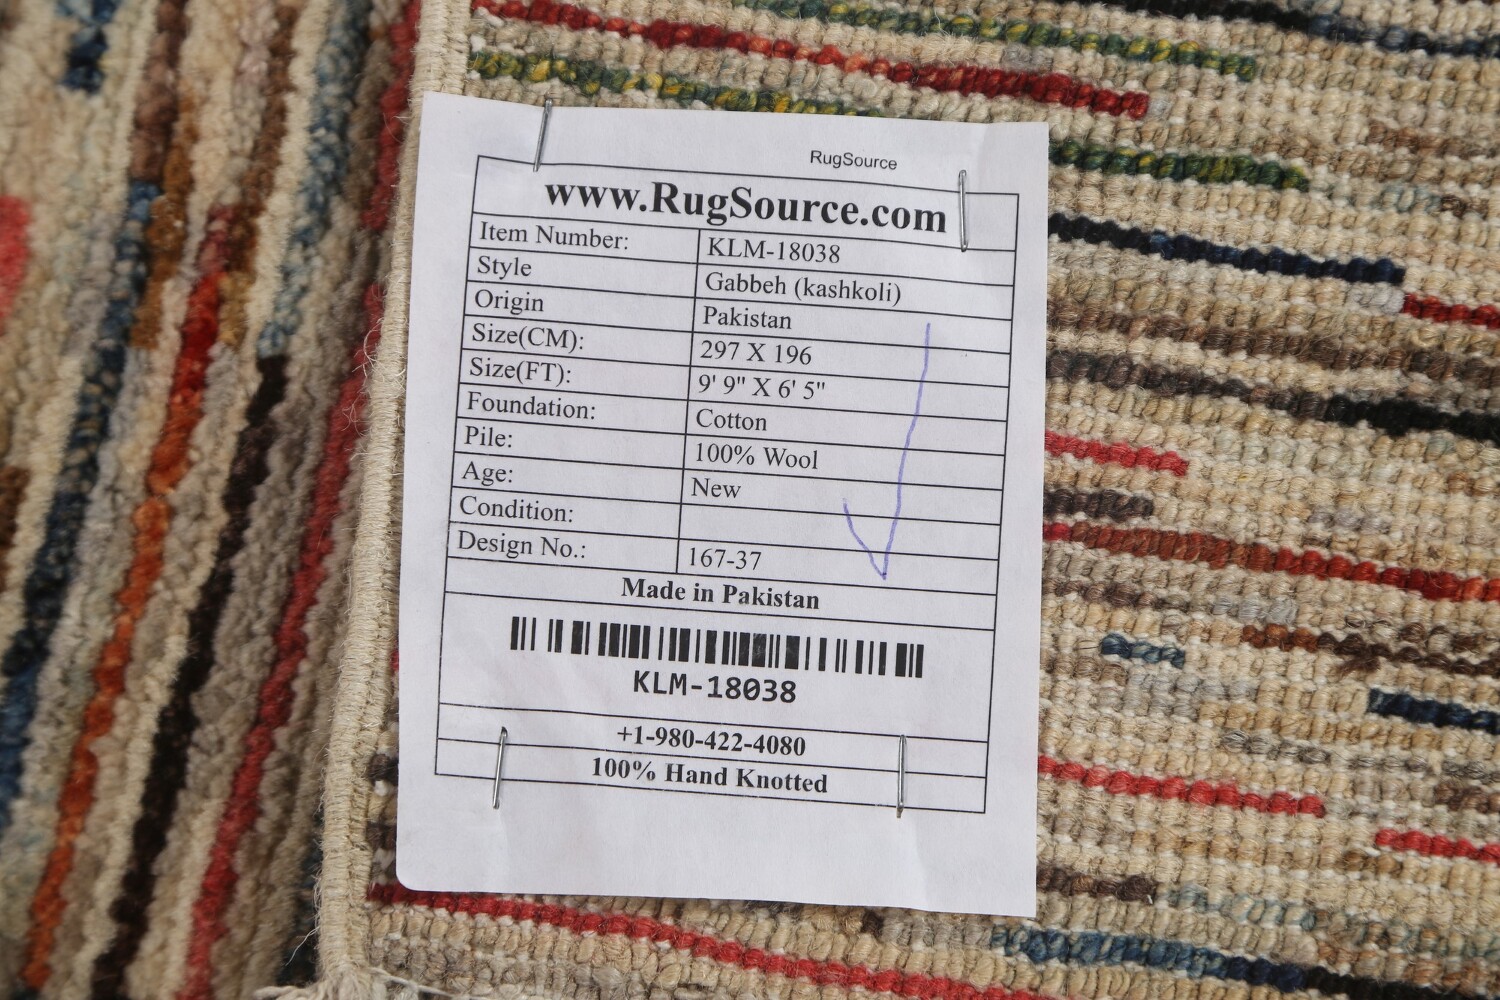 RugSource
www.RugSource.com
Item Number: KLM-18038
Style Gabbeh (kashkoli)
Origin Pakistan
Size(CM): 297 X 196
Size(FT): 9' 9" X 6' 5"
Foundation: Cotton
Pile: 100% Wool
Age: New
Condition:
Design No.: 167-37
Made in Pakistan
KLM-18038
+1-980-422-4080
100% Hand Knotted